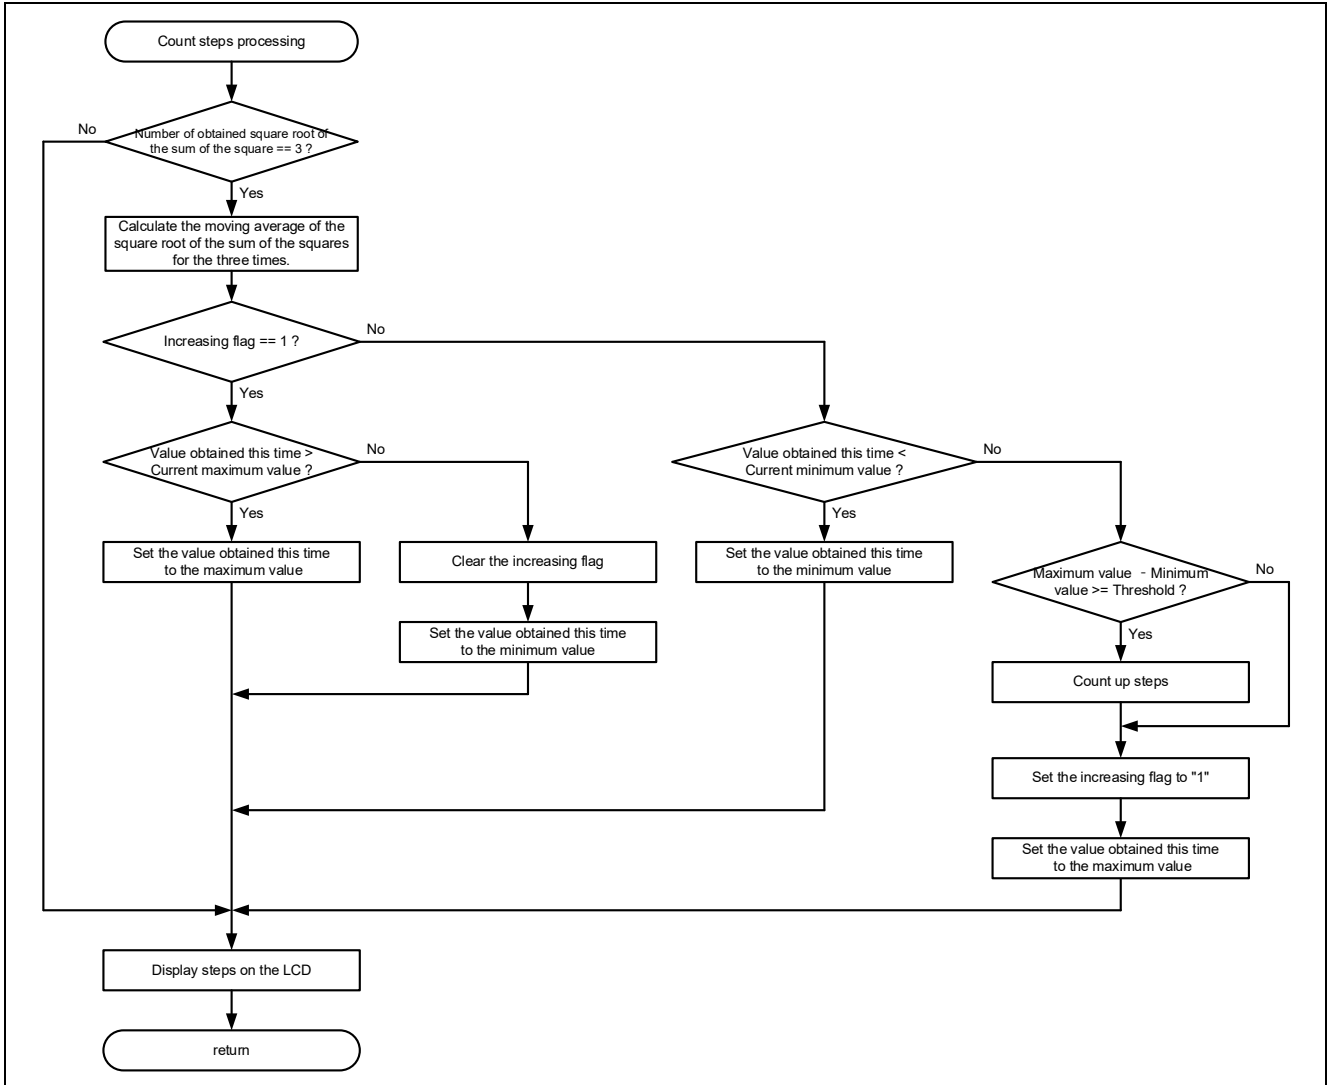 Count steps processing
No
Number of obtained square root of
the sum of the square == 3 ?
Yes
Calculate the moving average of the
square root of the sum of the squares
for the three times.
Increasing flag == 1 ?
No
Yes
Value obtained this time >
Current maximum value ?
No
Value obtained this time <
Current minimum value ?
No
Yes
Yes
Set the value obtained this time
to the maximum value
Clear the increasing flag
Set the value obtained this time
to the minimum value
Maximum value - Minimum
value >= Threshold ?
No
Set the value obtained this time
to the minimum value
Yes
Count up steps
Set the increasing flag to "1"
Set the value obtained this time
to the maximum value
Display steps on the LCD
return